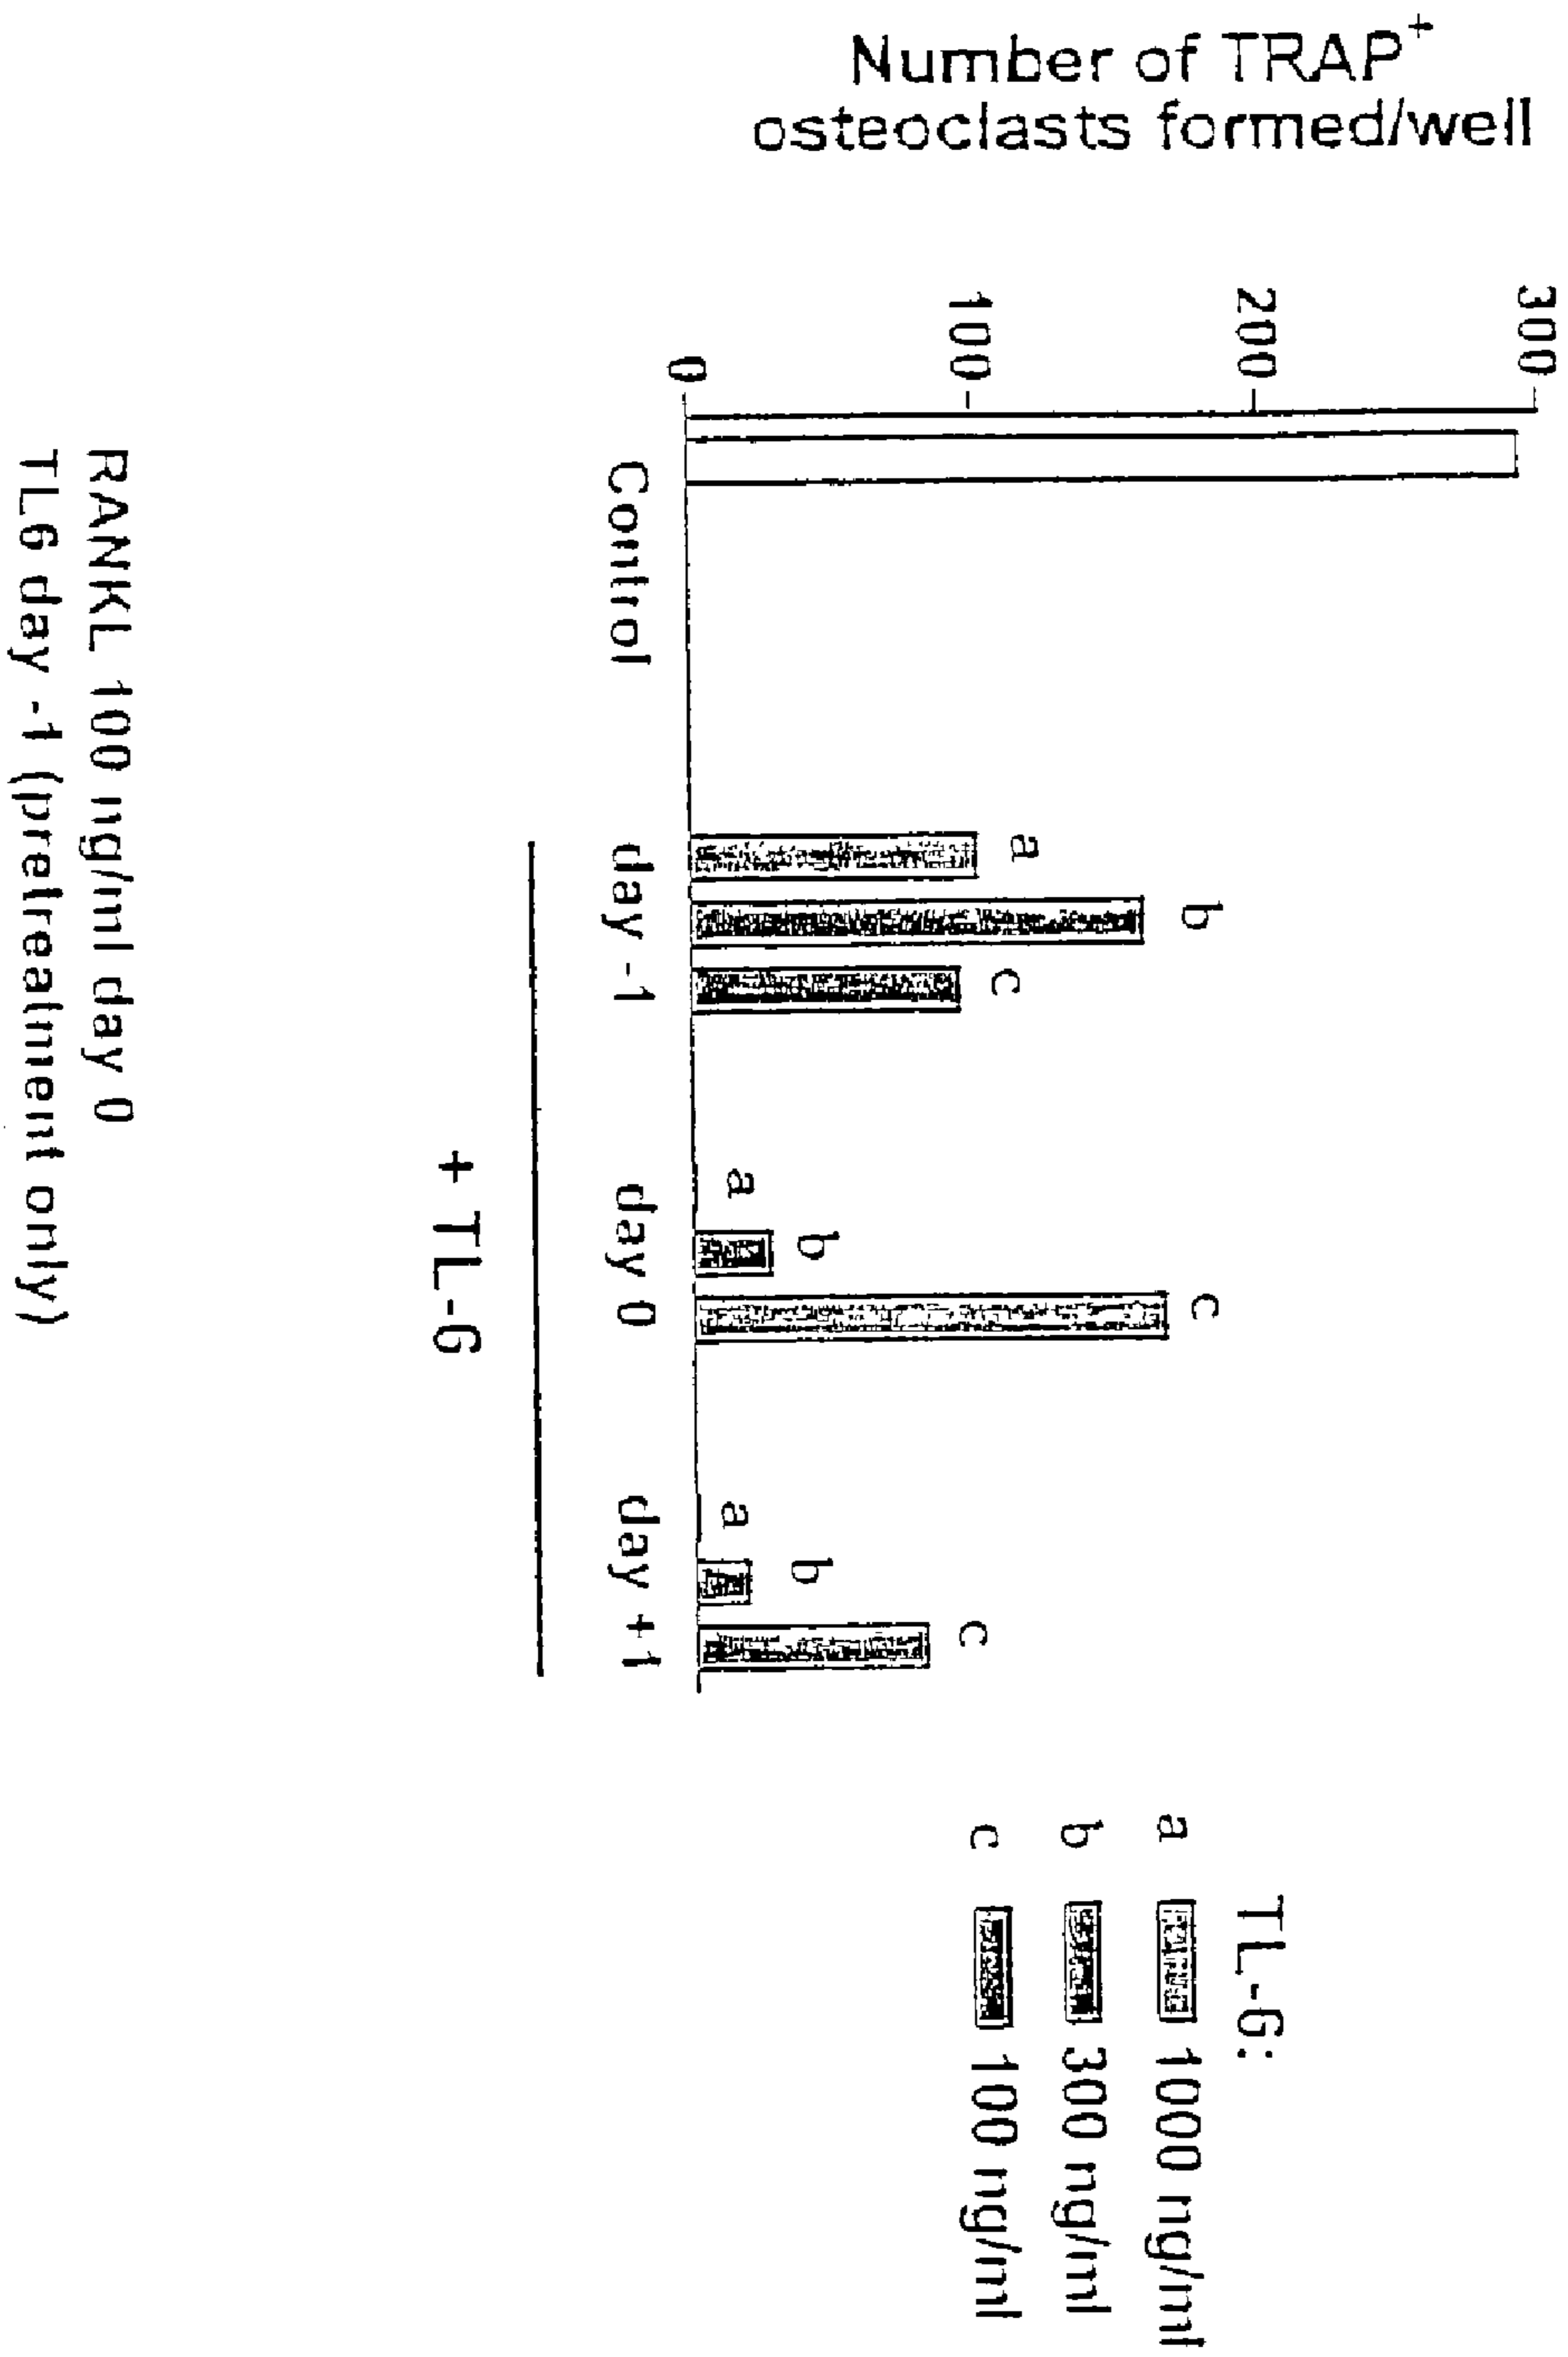 Number of TRAP⁺
osteoclasts formed/well
300
200
100
0
Control
day -1
day 0
day +1
a
b
c
a
b
c
a
b
c
+ TL-6
TL-6:
a 1000 ng/ml
b 300 ng/ml
c 100 ng/ml
RANKL 100 ng/ml day 0
TL6 day -1 (pretreatment only)